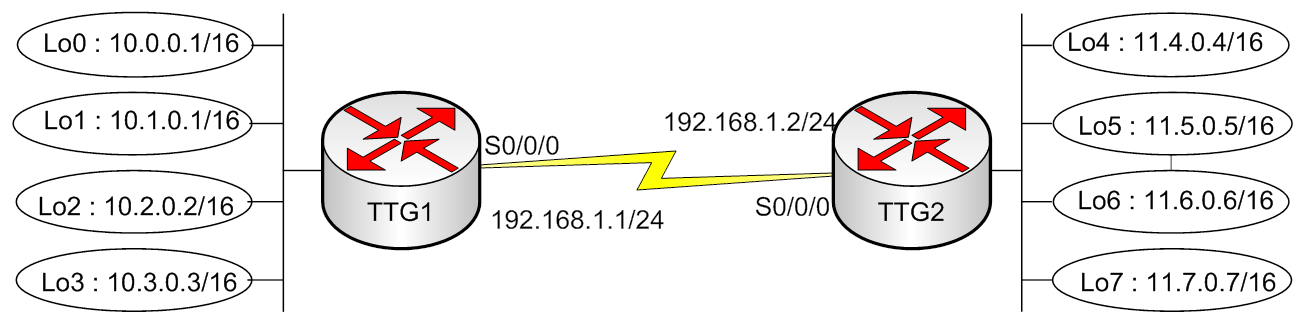 Lo0 : 10.0.0.1/16
Lo1 : 10.1.0.1/16
Lo2 : 10.2.0.2/16
Lo3 : 10.3.0.3/16
TTG1
S0/0/0
192.168.1.1/24
192.168.1.2/24
S0/0/0
TTG2
Lo4 : 11.4.0.4/16
Lo5 : 11.5.0.5/16
Lo6 : 11.6.0.6/16
Lo7 : 11.7.0.7/16